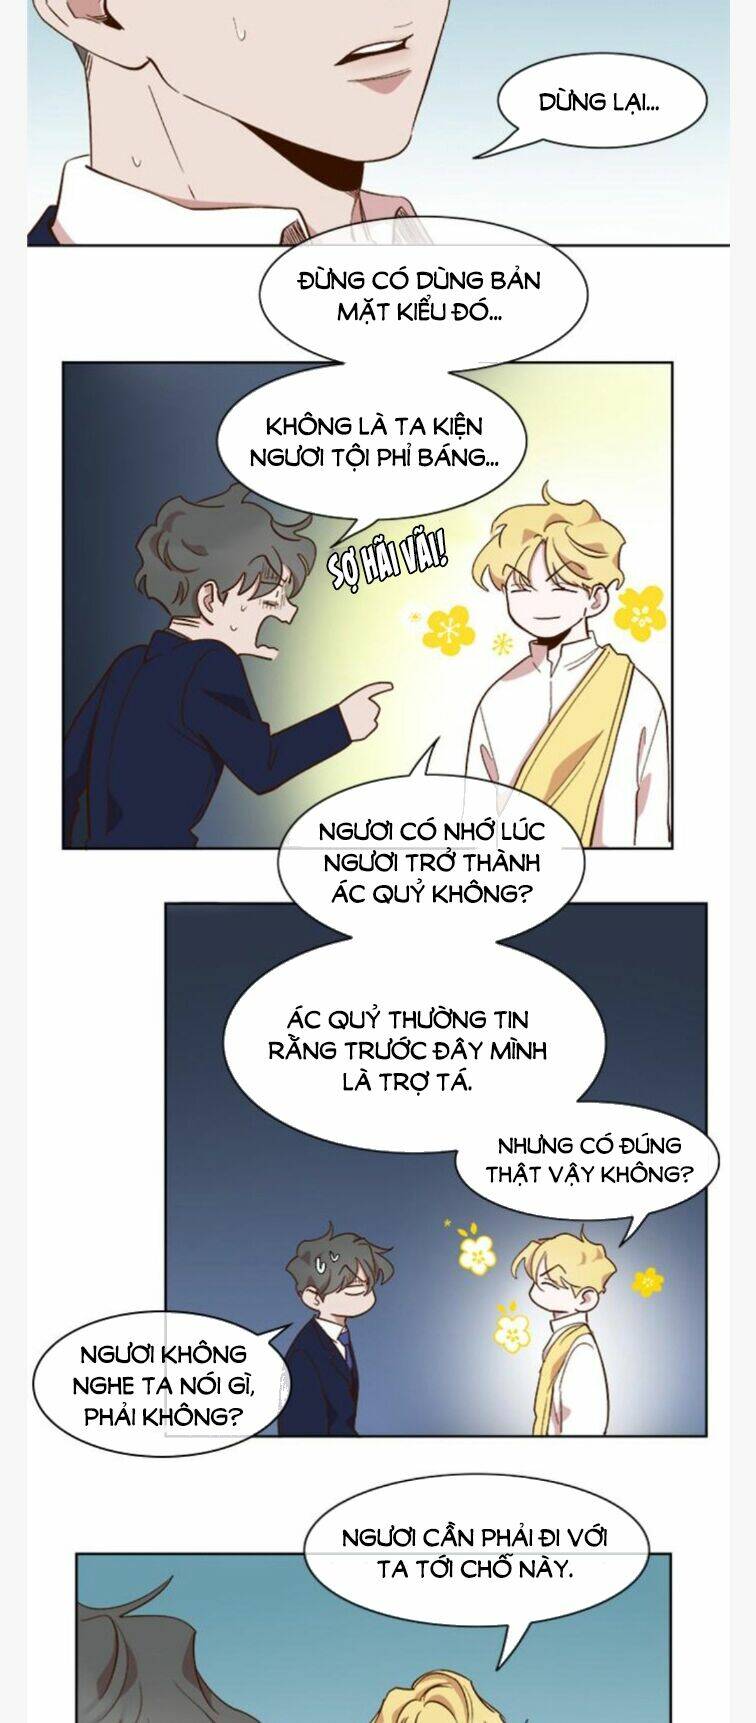 DỪNG LẠI...
ĐỪNG CÓ DÙNG BẢN
MẶT KIỂU ĐÓ...
KHÔNG LÀ TA KIỆN
NGƯƠI TỘI PHỈ BÁNG...
SỢ HÃI VÃI!
NGƯƠI CÓ NHỚ LÚC
NGƯƠI TRỞ THÀNH
ÁC QUỶ KHÔNG?
ÁC QUỶ THƯỜNG TIN
RẰNG TRƯỚC ĐÂY MÌNH
LÀ TRỢ TÁ.
NHƯNG CÓ ĐÚNG
THẬT VẬY KHÔNG?
NGƯƠI KHÔNG
NGHE TA NÓI GÌ,
PHẢI KHÔNG?
NGƯƠI CẦN PHẢI ĐI VỚI
TA TỚI CHỖ NÀY.